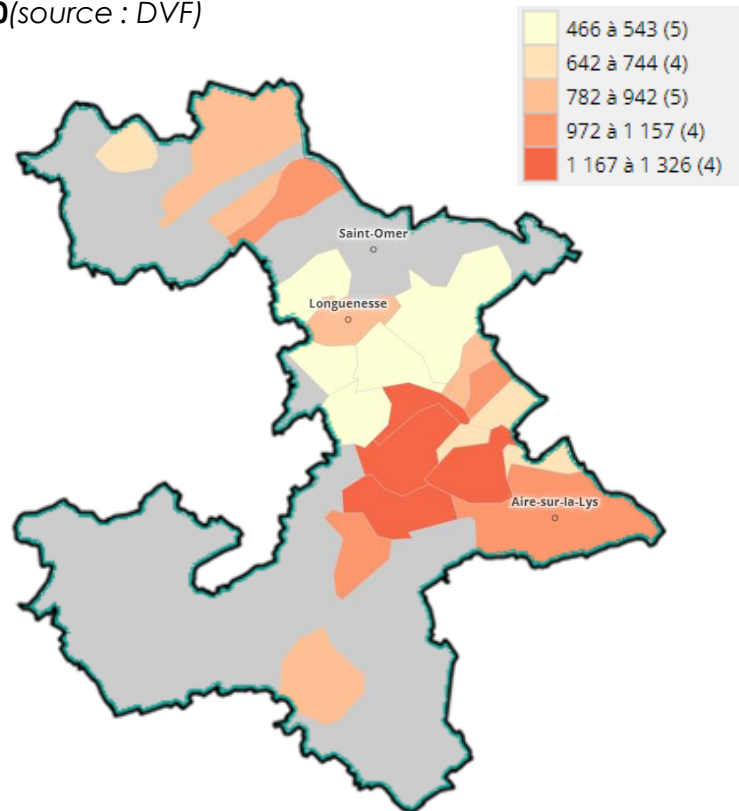 0(source : DVF)
466 à 543 (5)
642 à 744 (4)
782 à 942 (5)
972 à 1 157 (4)
1 167 à 1 326 (4)
Saint-Omer
Longuenesse
Aire-sur-la-Lys